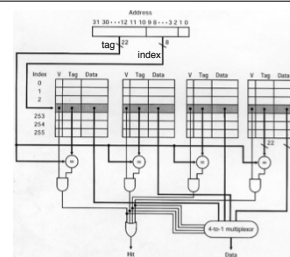 Address
31 30 ···12 11 10 9 8 ···3 2 1 0
tag 22
index 8
Index V Tag Data V Tag Data V Tag Data V Tag Data
0
1
2
253
254
255
22
= = = =
4-to-1 multiplexor
Hit Data